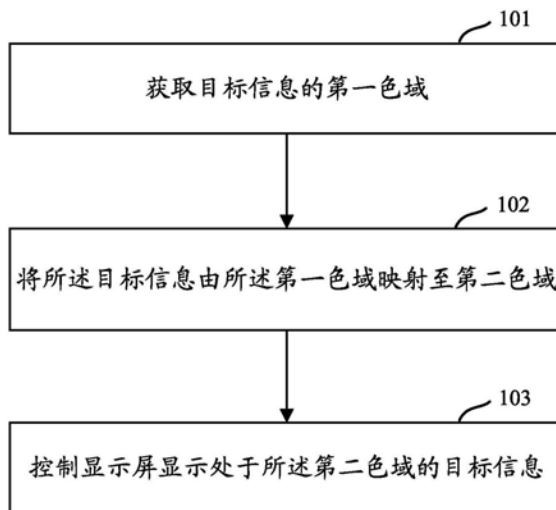 101
获取目标信息的第一色域
102
将所述目标信息由所述第一色域映射至第二色域
103
控制显示屏显示处于所述第二色域的目标信息